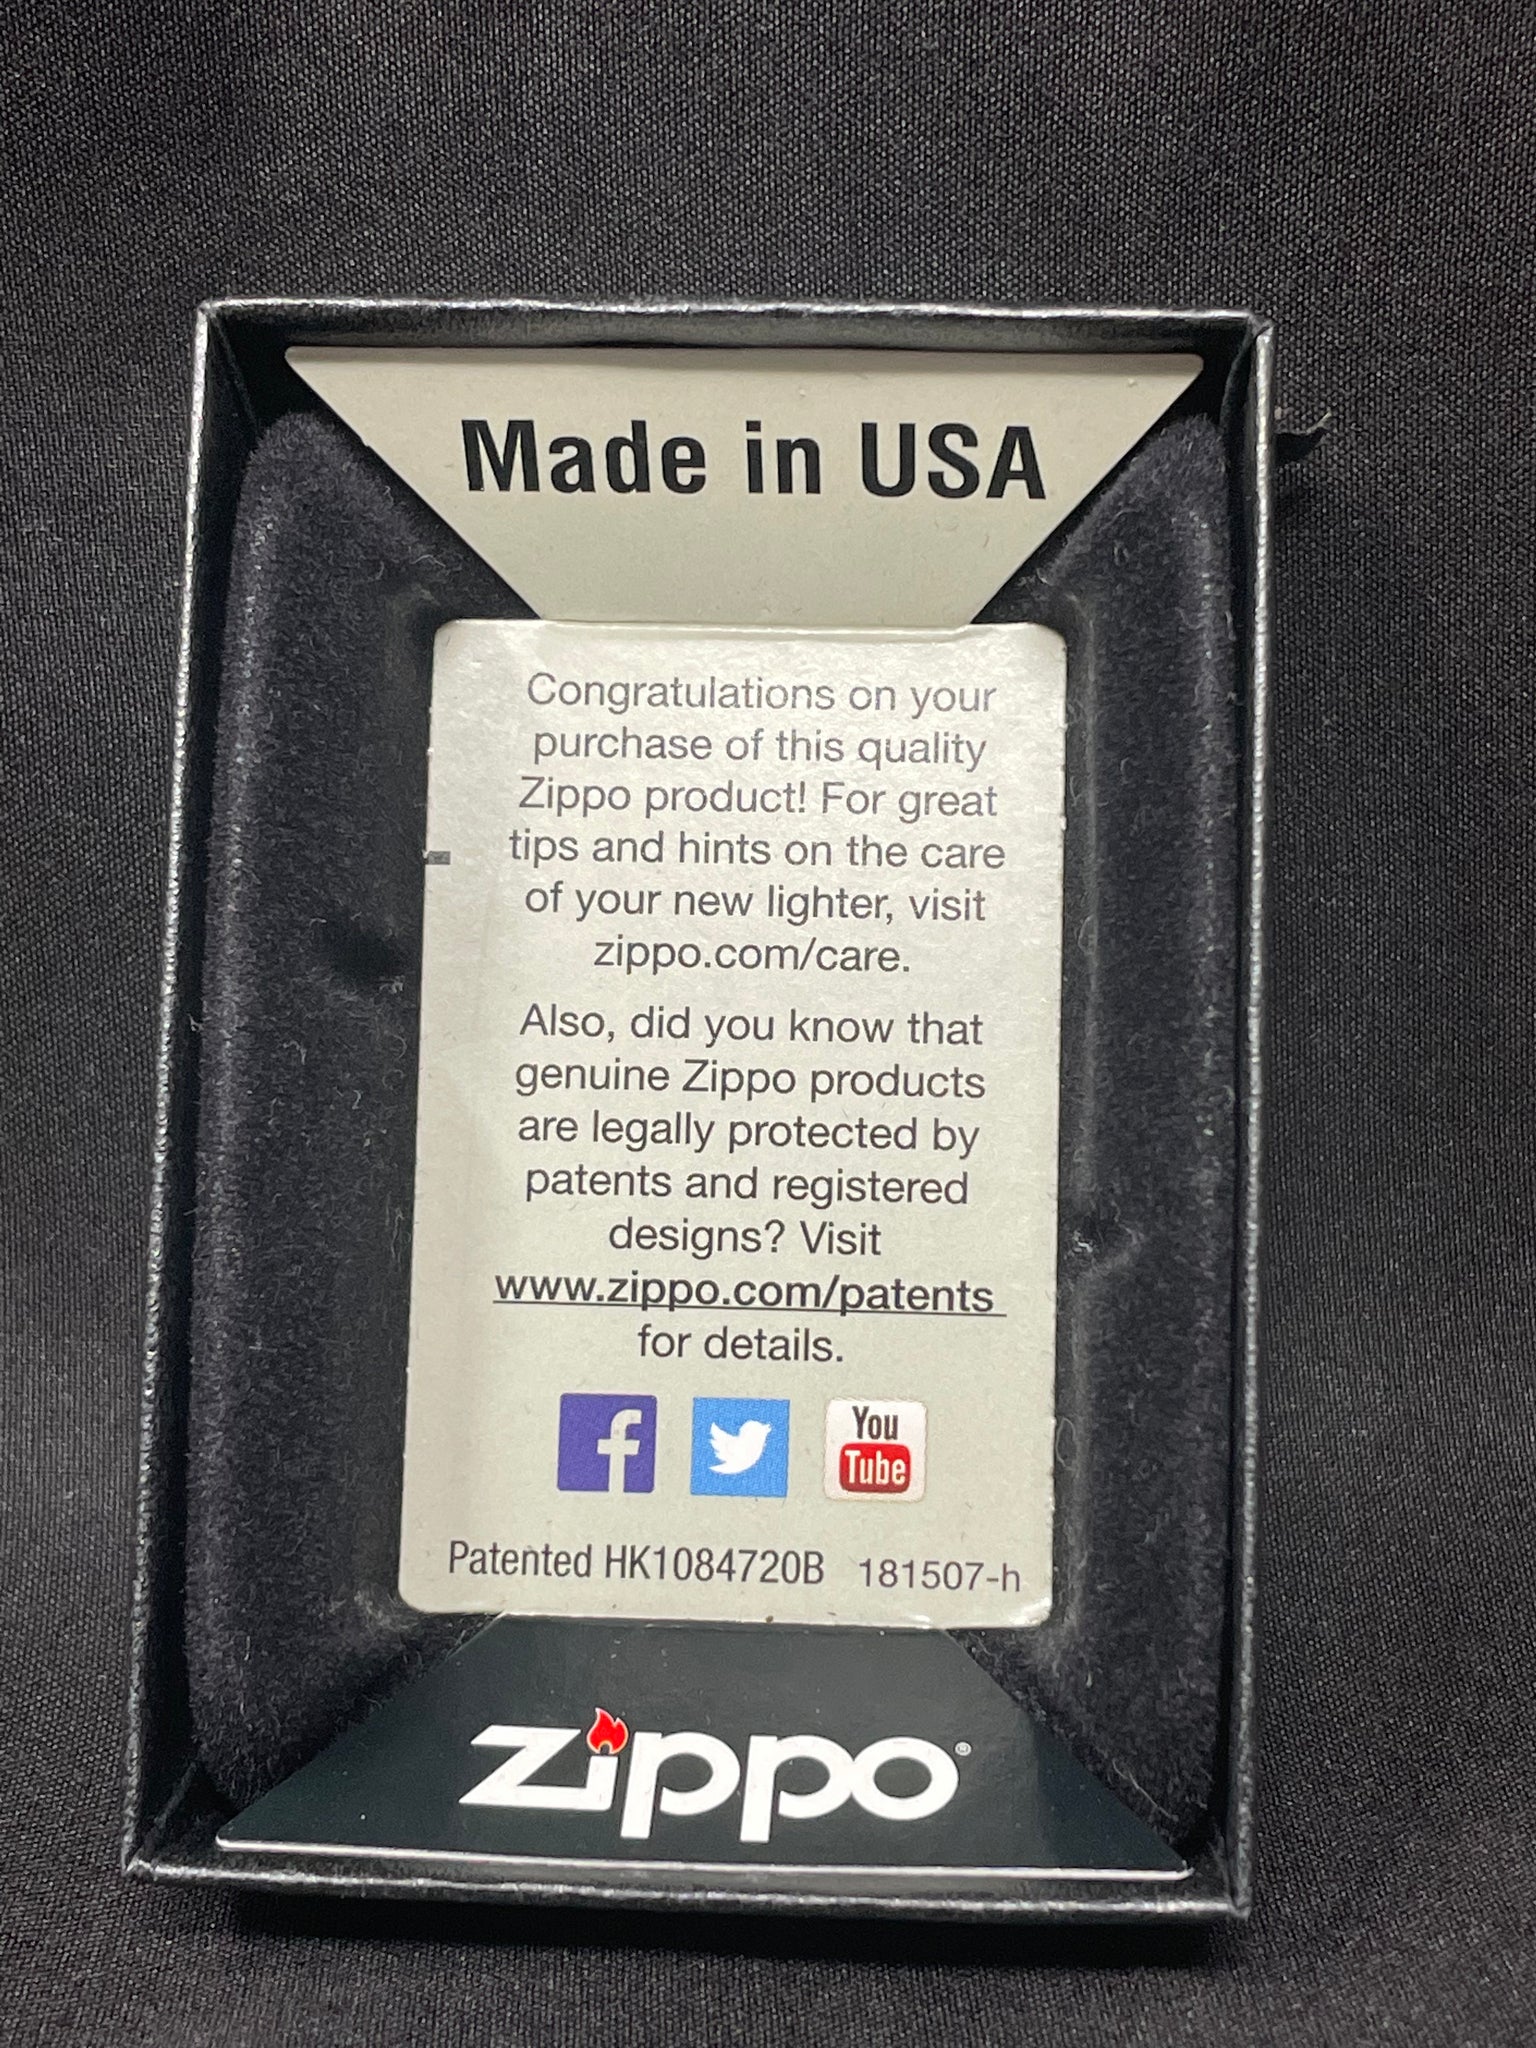 Made in USA
Congratulations on your
purchase of this quality
Zippo product! For great
tips and hints on the care
of your new lighter, visit
zippo.com/care.
Also, did you know that
genuine Zippo products
are legally protected by
patents and registered
designs? Visit
www.zippo.com/patents
for details.
f
You
Tube
Patented HK1084720B 181507-h
zippo®